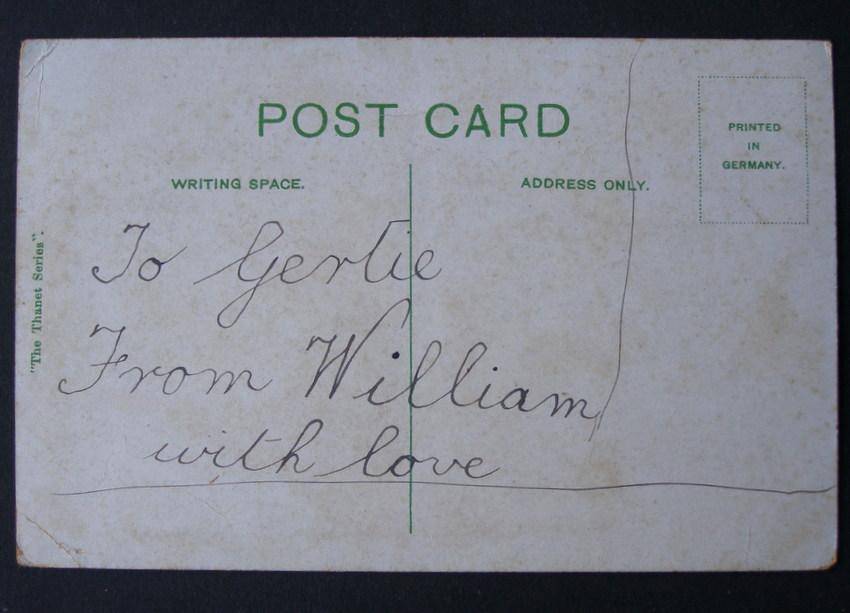 POST CARD
PRINTED
IN
GERMANY.
WRITING SPACE.
ADDRESS ONLY.
"The Thanet Series".
To Gertie
From William
with love